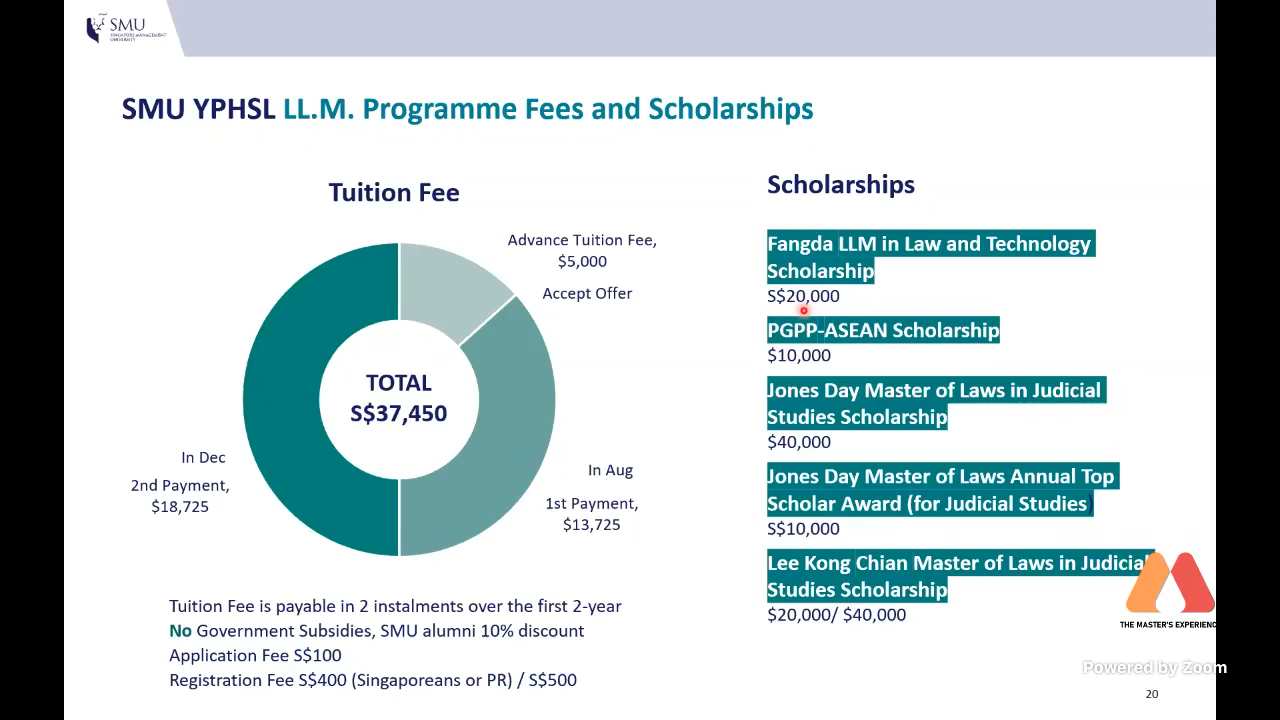 SMU
SINGAPORE MANAGEMENT
UNIVERSITY
SMU YPHSL LL.M. Programme Fees and Scholarships
Tuition Fee
Advance Tuition Fee,
$5,000
Accept Offer
TOTAL
S$37,450
In Dec
2nd Payment,
$18,725
In Aug
1st Payment,
$13,725
Tuition Fee is payable in 2 instalments over the first 2-year
No Government Subsidies, SMU alumni 10% discount
Application Fee S$100
Registration Fee S$400 (Singaporeans or PR) / S$500
Scholarships
Fangda LLM in Law and Technology
Scholarship
S$20,000
PGPP-ASEAN Scholarship
$10,000
Jones Day Master of Laws in Judicial
Studies Scholarship
$40,000
Jones Day Master of Laws Annual Top
Scholar Award (for Judicial Studies)
S$10,000
Lee Kong Chian Master of Laws in Judicial
Studies Scholarship
$20,000/ $40,000
THE MASTER'S EXPERIENC
Powered by Zoom
20